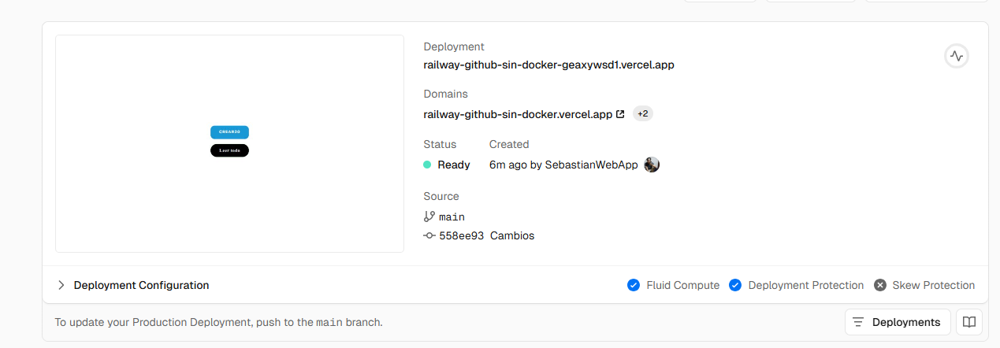 Deployment
railway-github-sin-docker-geaxywsd1.vercel.app
Domains
railway-github-sin-docker.vercel.app +2
Status Created
Ready 6m ago by SebastianWebApp
Source
main
558ee93 Cambios
CREAR20
Leer todo
Deployment Configuration Fluid Compute Deployment Protection Skew Protection
To update your Production Deployment, push to the main branch. Deployments